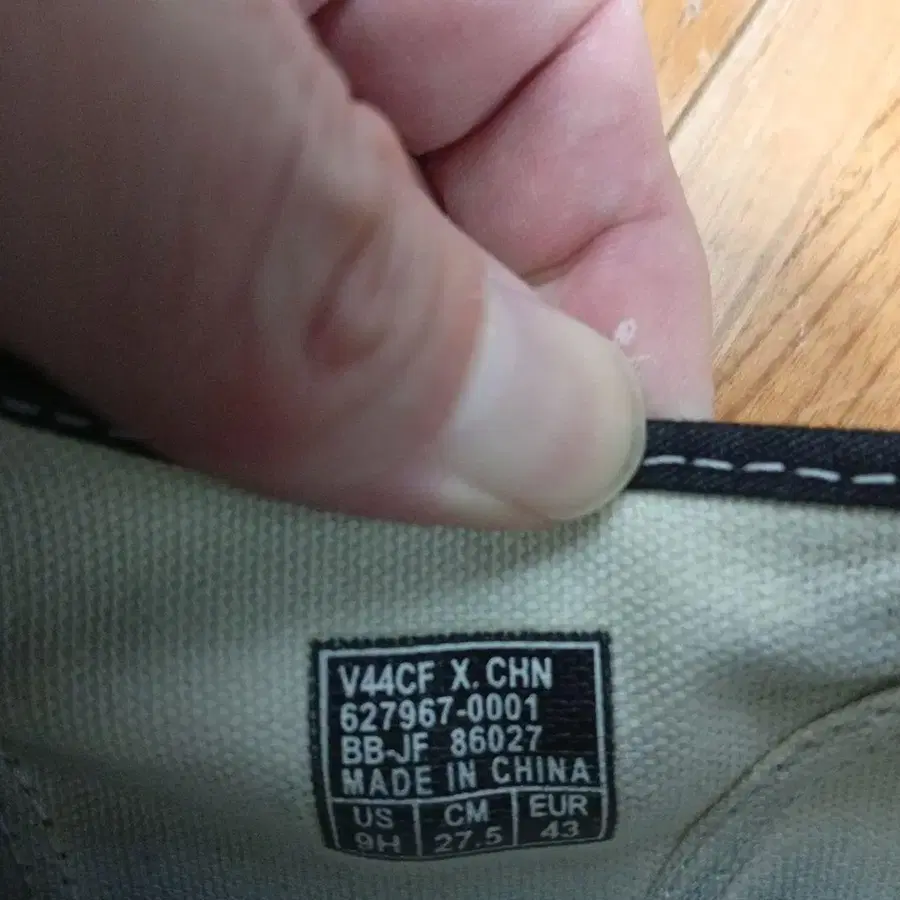 V44CF X. CHN
627967-0001
BB-JF 86027
MADE IN CHINA
US CM EUR
9H 27.5 43